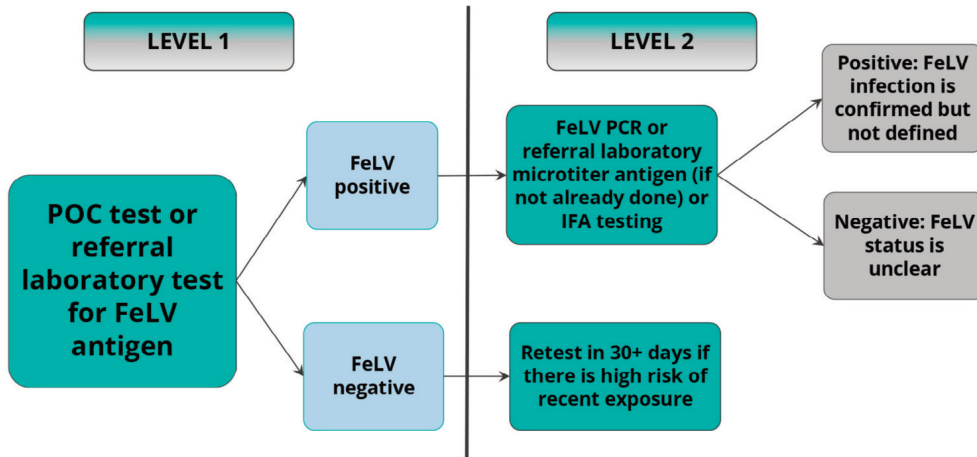 LEVEL 1
LEVEL 2
POC test or
referral
laboratory test
for FeLV
antigen
FeLV
positive
FeLV
negative
FeLV PCR or
referral laboratory
microtiter antigen (if
not already done) or
IFA testing
Retest in 30+ days if
there is high risk of
recent exposure
Positive: FeLV
infection is
confirmed but
not defined
Negative: FeLV
status is
unclear